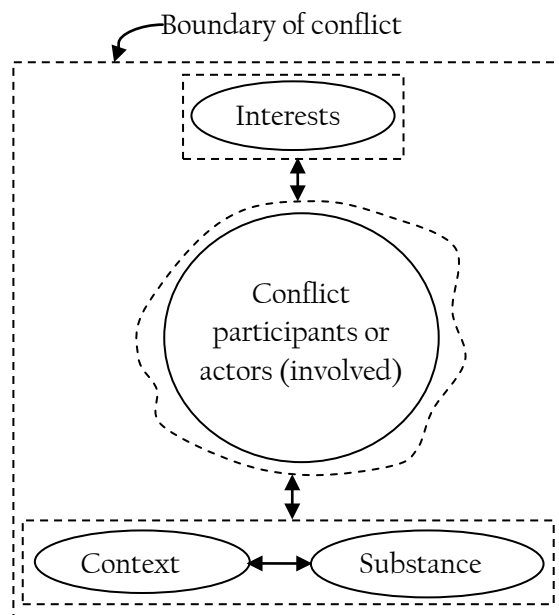 Boundary of conflict
Interests
Conflict
participants or
actors (involved)
Context
Substance